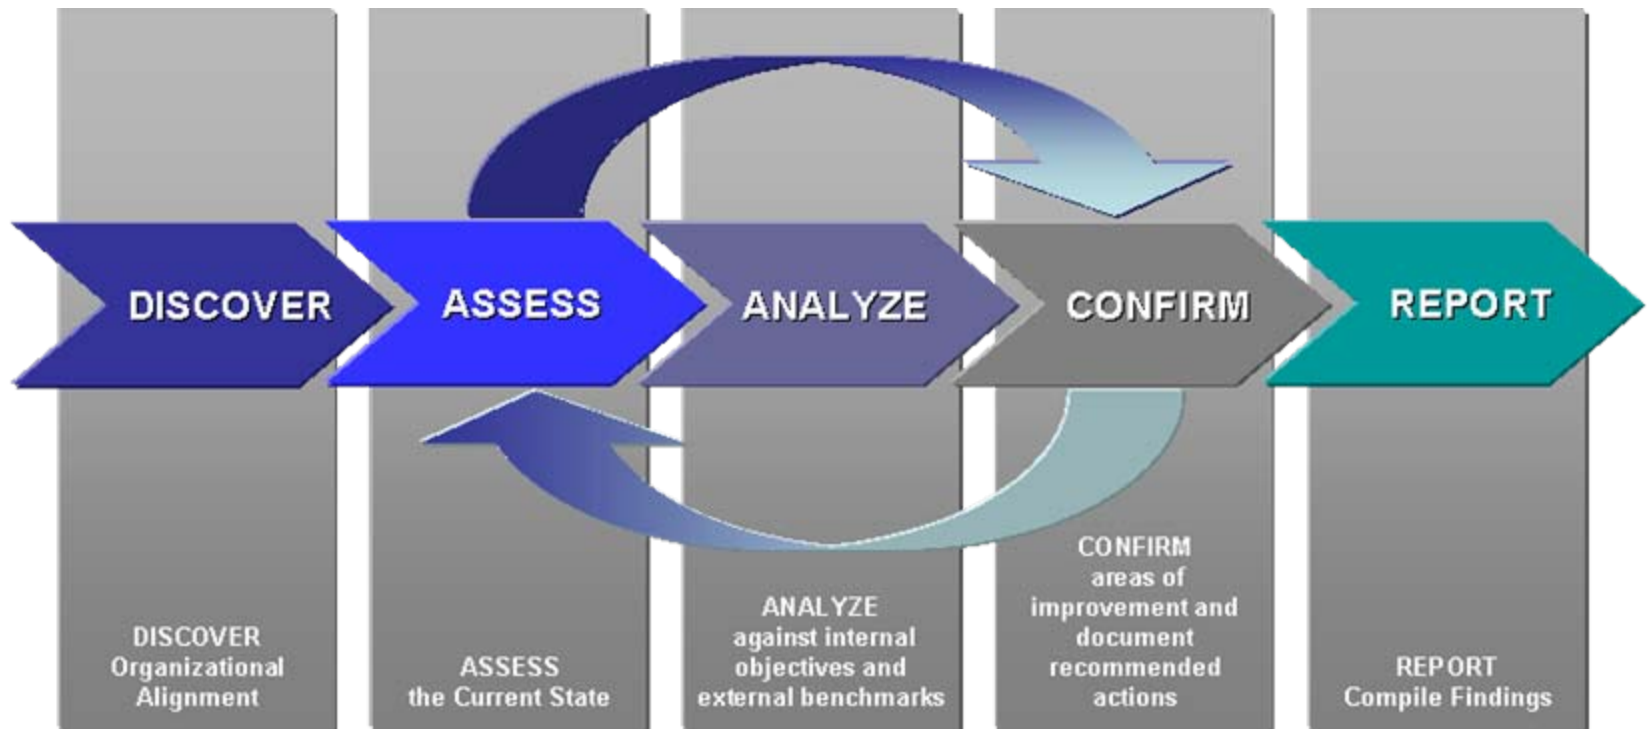 DISCOVER
ASSESS
ANALYZE
CONFIRM
REPORT
DISCOVER
Organizational
Alignment
ASSESS
the Current State
ANALYZE
against internal
objectives and
external benchmarks
CONFIRM
areas of
improvement and
document
recommended
actions
REPORT
Compile Findings